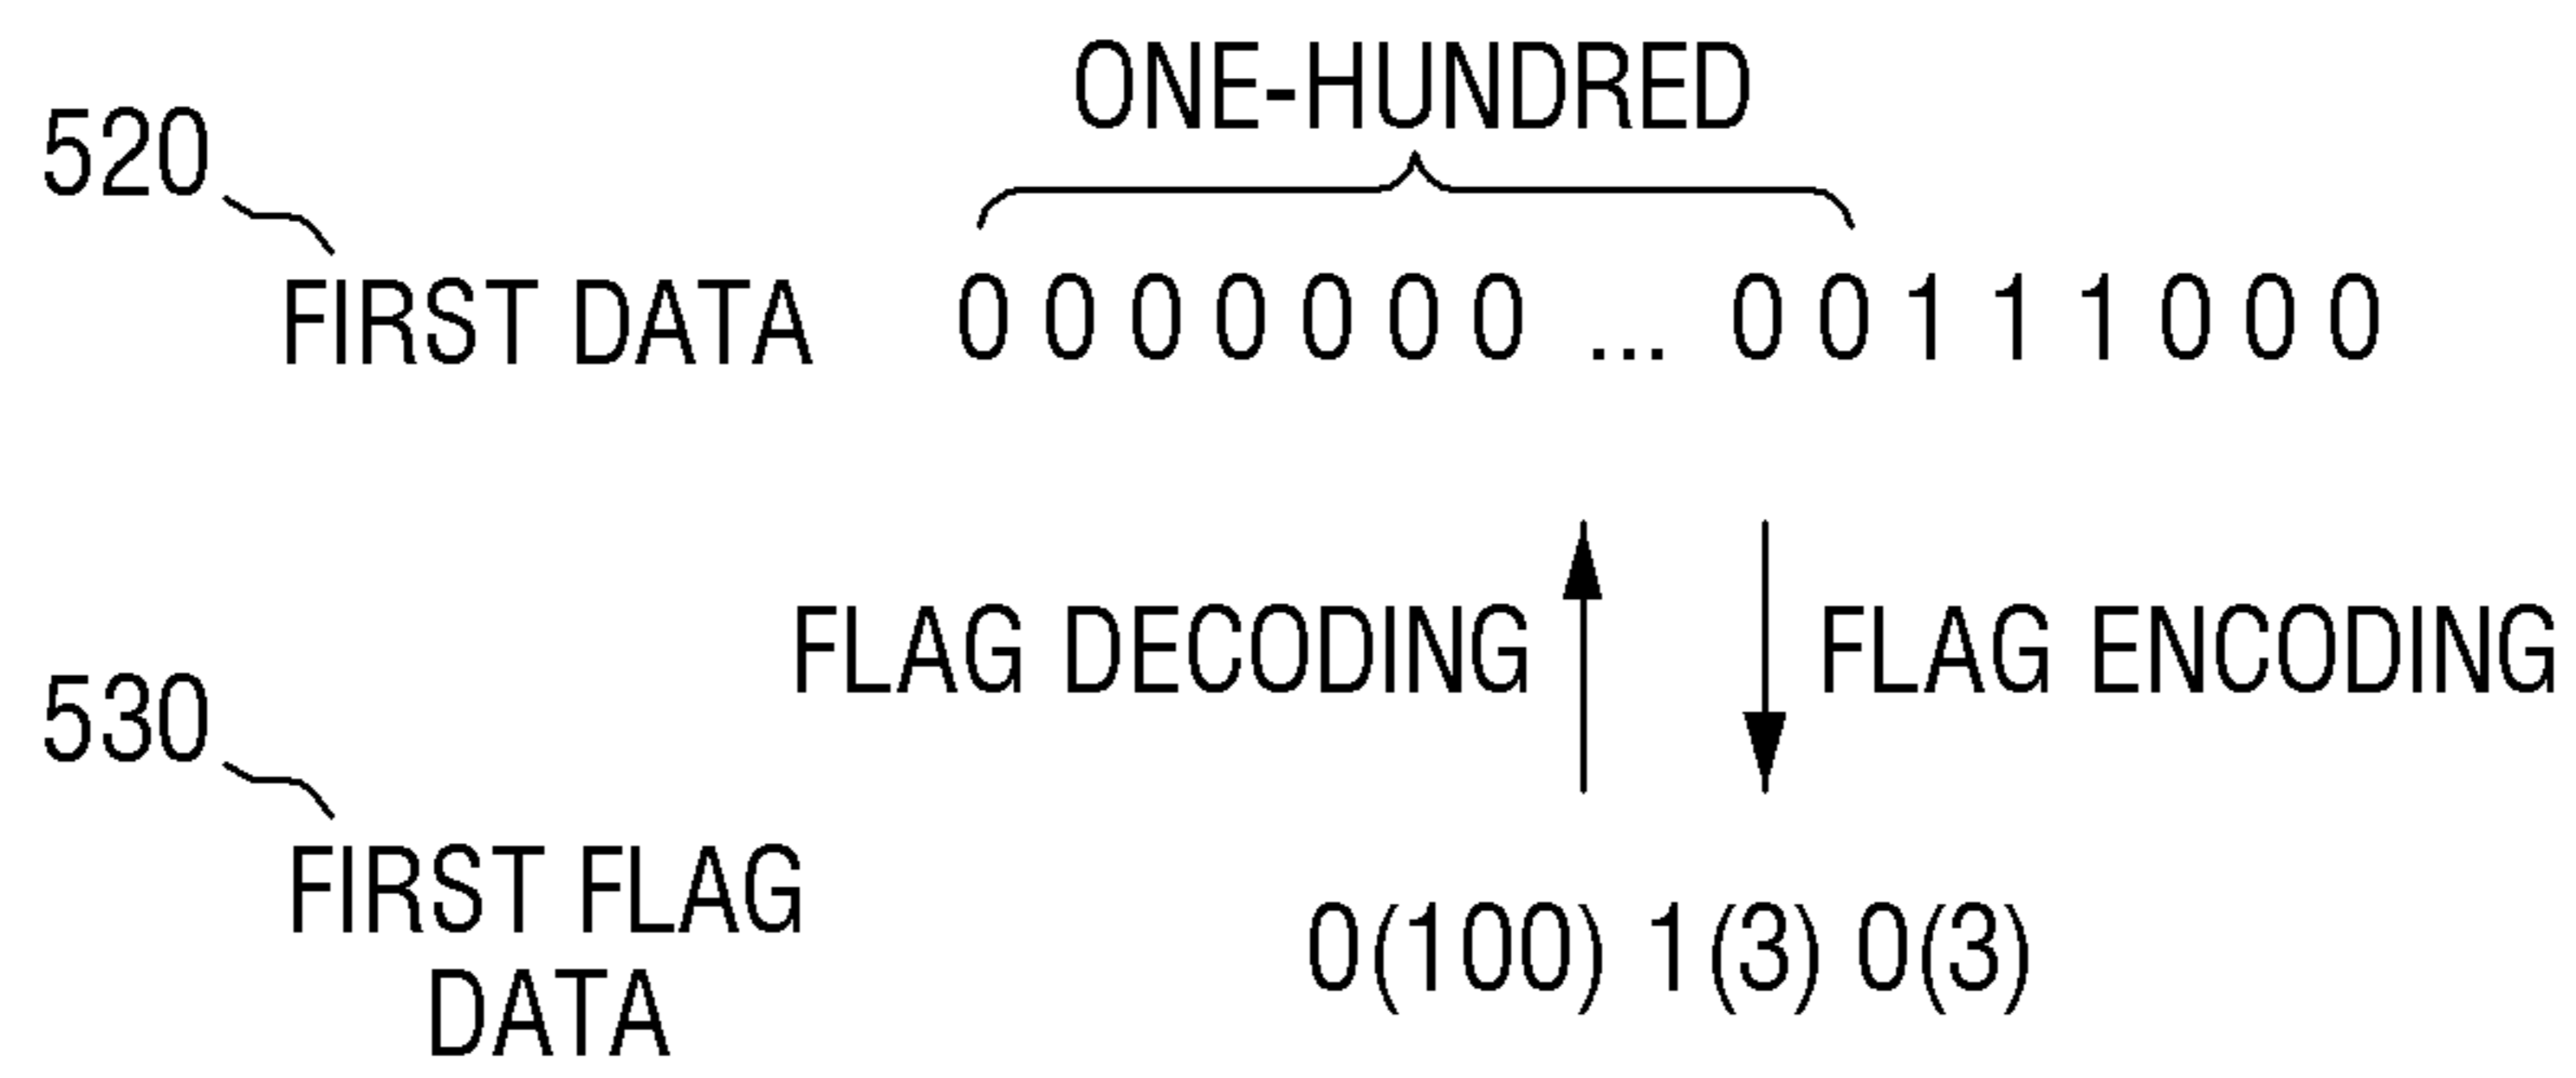 ONE-HUNDRED
520
FIRST DATA 0 0 0 0 0 0 0 ... 0 0 1 1 1 0 0 0
FLAG DECODING FLAG ENCODING
530
FIRST FLAG
DATA
0(100) 1(3) 0(3)